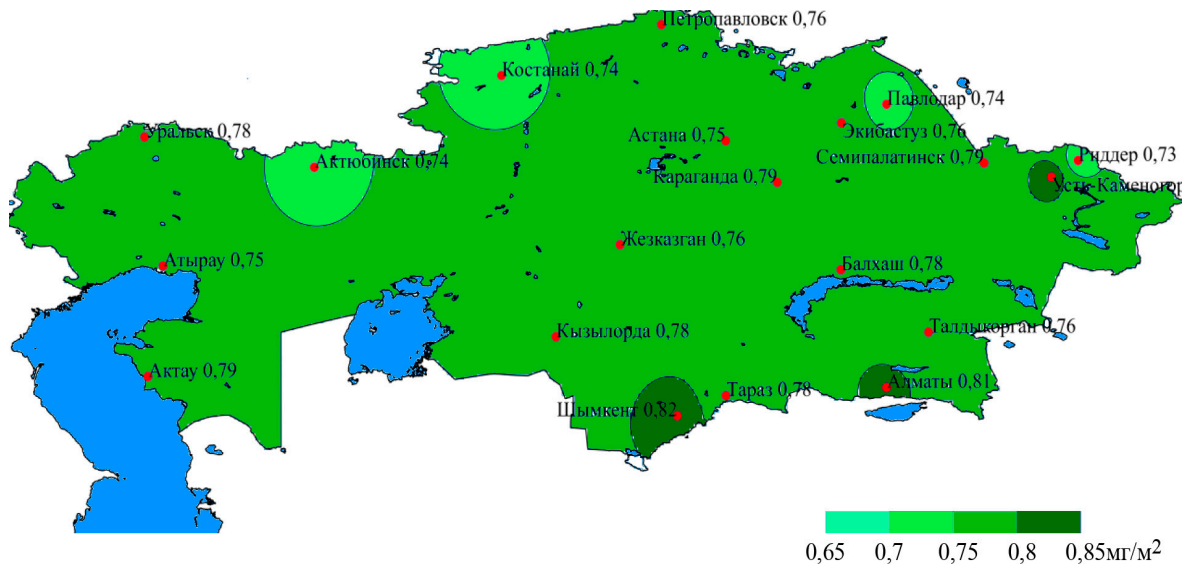 Петропавловск 0,76
Костанай 0,74
Павлодар 0,74
Уральск 0,78
Экибастуз 0,76
Астана 0,75
Актюбинск 0,74
Семипалатинск 0,79
Риддер 0,73
Караганда 0,79
Усть-Каменогор
Жезказган 0,76
Атырау 0,75
Балхаш 0,78
Кызылорда 0,78
Талдыкорган 0,76
Актау 0,79
Тараз 0,78
Алматы 0,81
Шымкент 0,82
0,65 0,7 0,75 0,8 0,85мг/м²